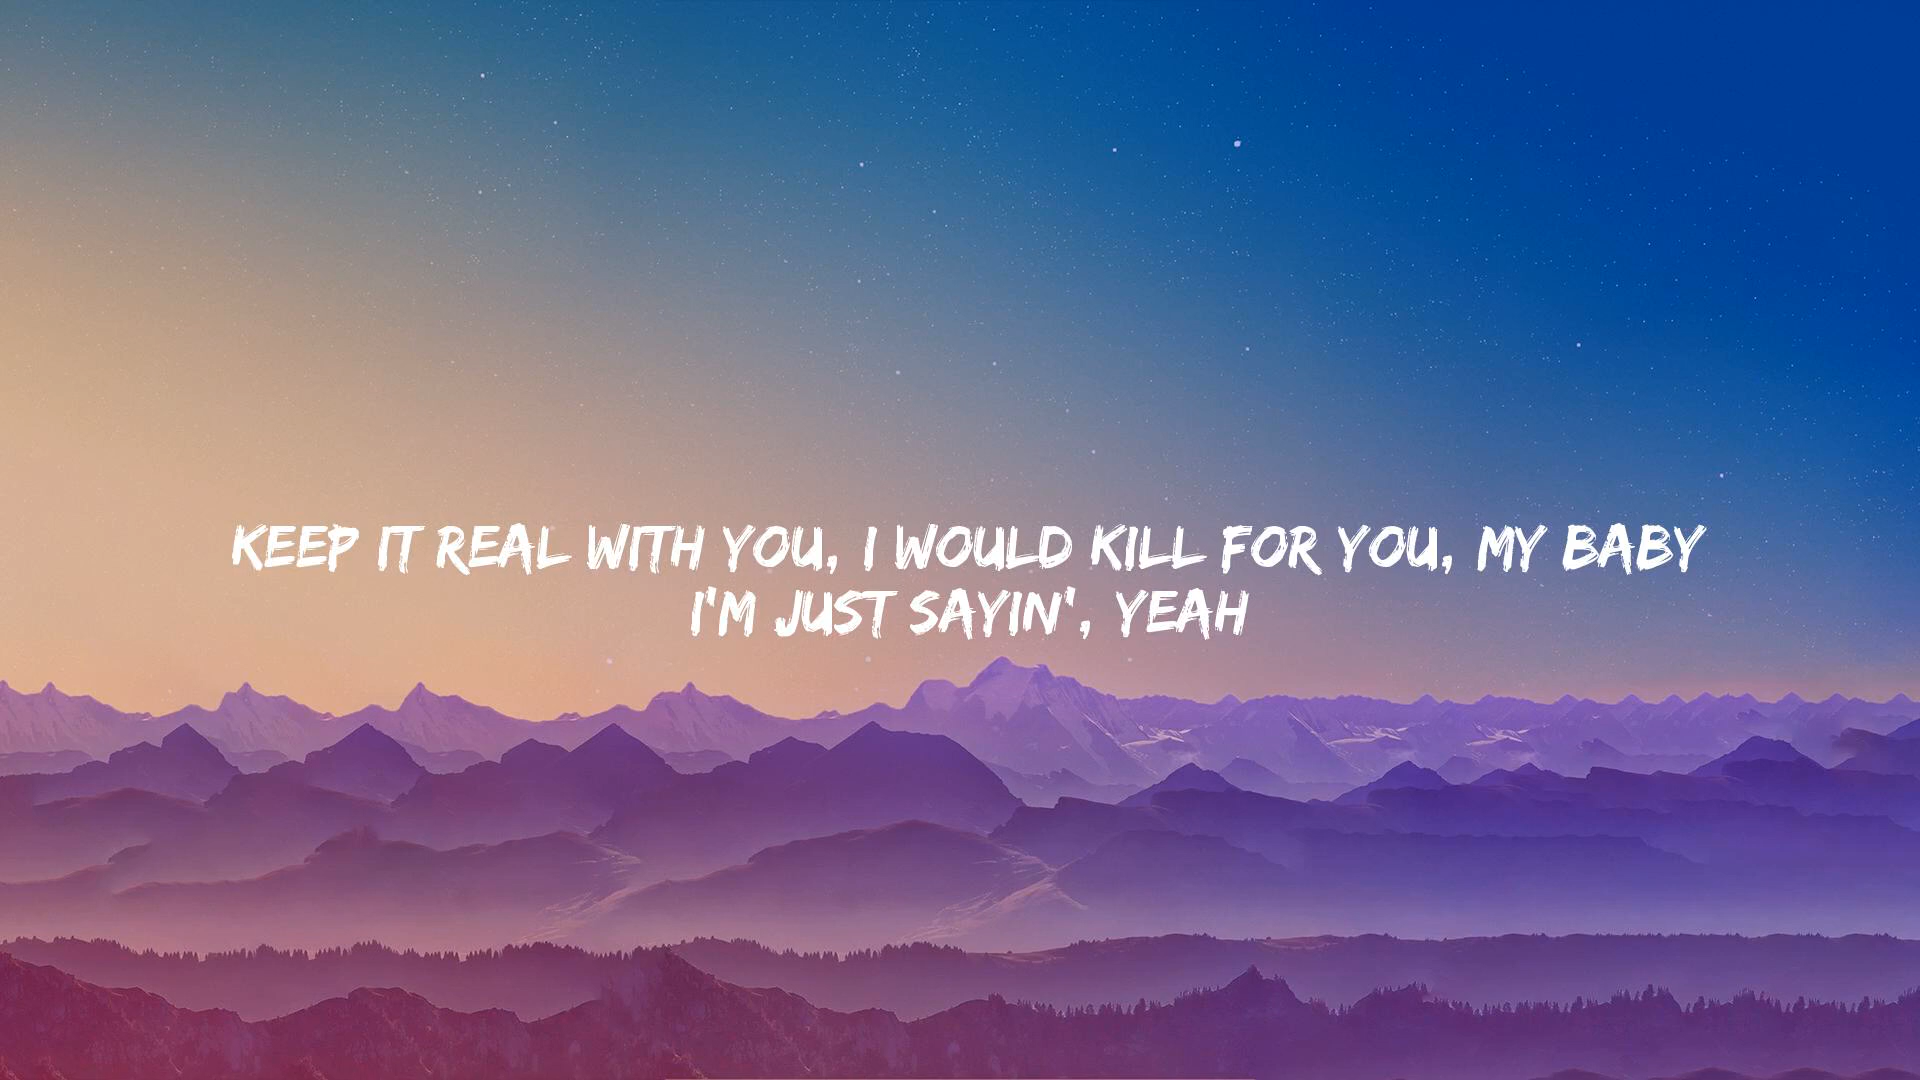 KEEP IT REAL WITH YOU, I WOULD KILL FOR YOU, MY BABY
I'M JUST SAYIN', YEAH